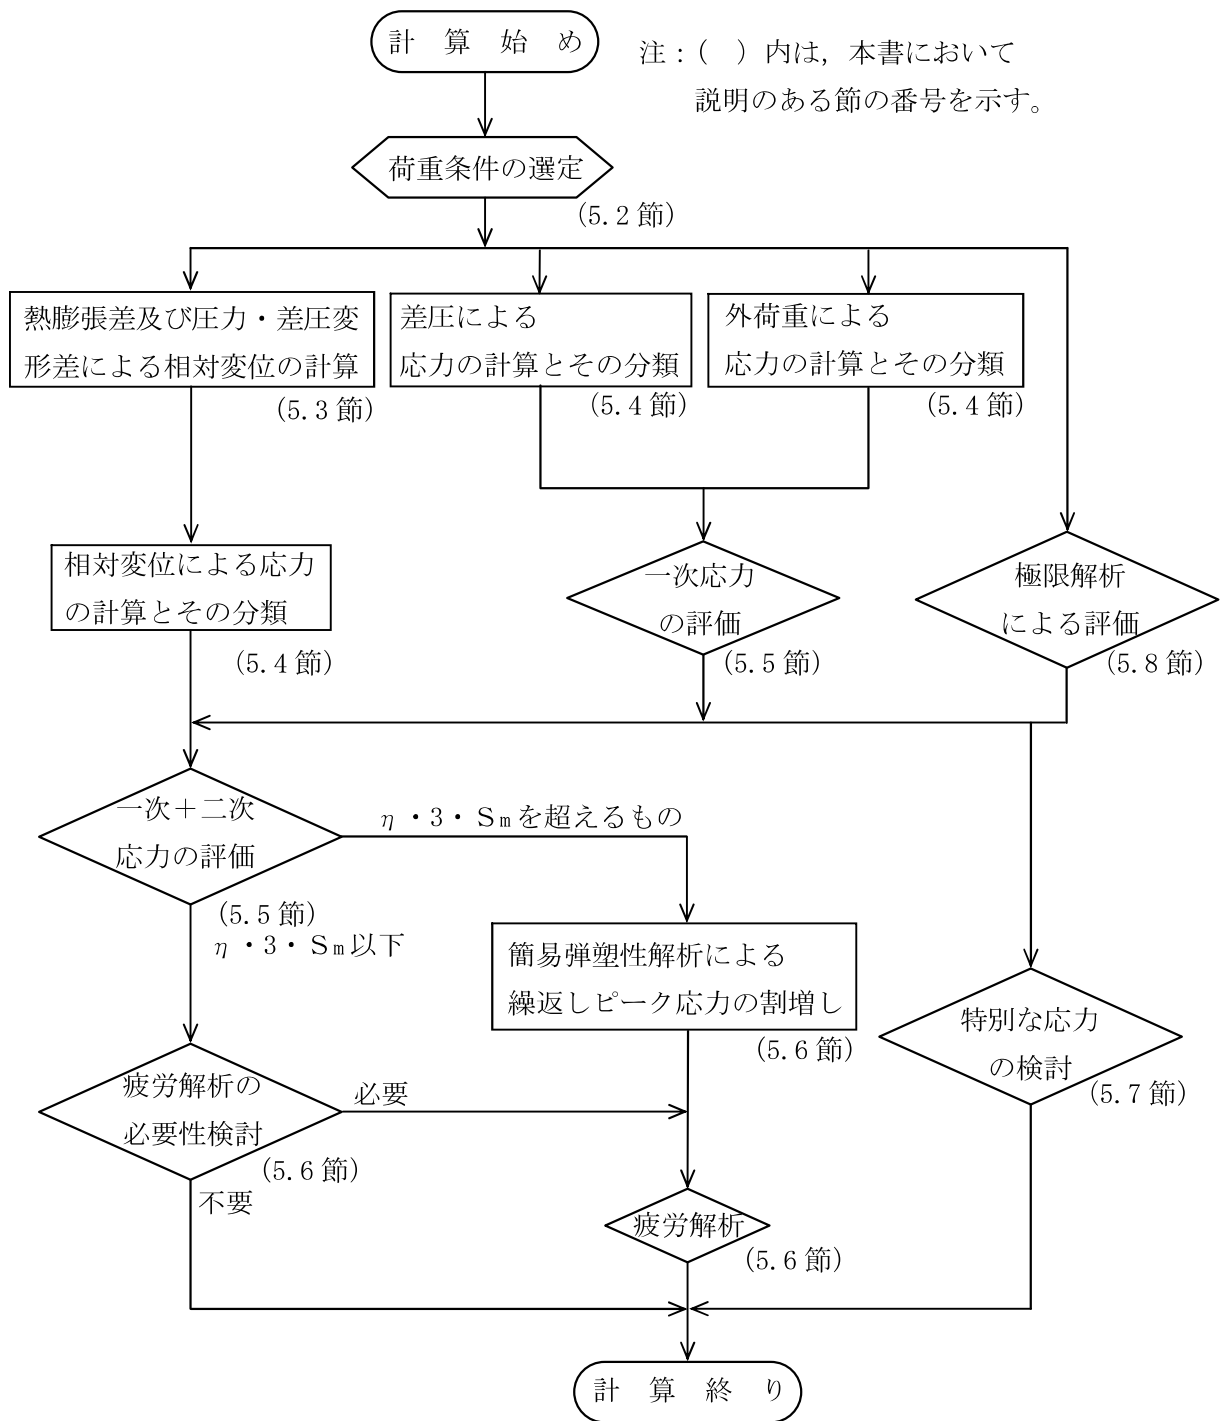 計算始め
注：(　)内は，本書において
説明のある節の番号を示す。
荷重条件の選定
(5.2節)
熱膨張差及び圧力・差圧変
形差による相対変位の計算
(5.3節)
差圧による
応力の計算とその分類
(5.4節)
外荷重による
応力の計算とその分類
(5.4節)
相対変位による応力
の計算とその分類
(5.4節)
一次応力
の評価
(5.5節)
極限解析
による評価
(5.8節)
一次＋二次
応力の評価
(5.5節)
η・3・Smを超えるもの
η・3・Sm以下
簡易弾塑性解析による
繰返しピーク応力の割増し
(5.6節)
特別な応力
の検討
(5.7節)
疲労解析の
必要性検討
(5.6節)
必要
不要
疲労解析
(5.6節)
計算終り